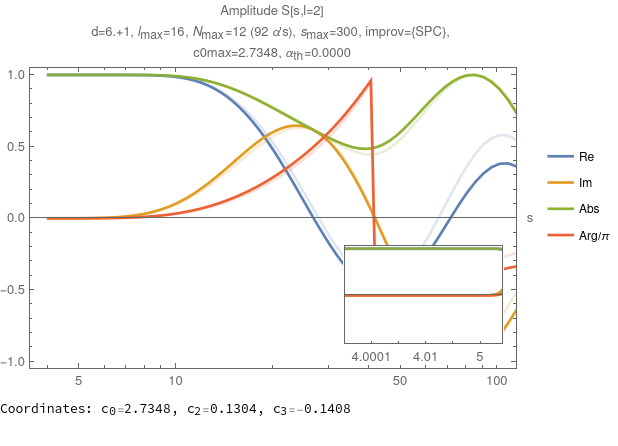 Amplitude S[s,l=2]
d=6.+1, lmax=16, Nmax=12 (92 α's), smax=300, improv={SPC},
c0max=2.7348, αth=0.0000
1.0
0.5
0.0
−0.5
−1.0
5 10 50 100
s
4.0001 4.01 5
Re
Im
Abs
Arg/π
Coordinates: c0=2.7348, c2=0.1304, c3=−0.1408